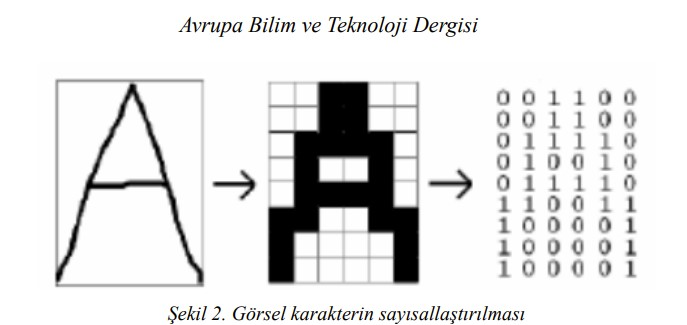 Avrupa Bilim ve Teknoloji Dergisi
A
0 0 1 1 0 0
0 0 1 1 0 0
0 1 1 1 1 0
0 1 0 0 1 0
0 1 1 1 1 0
1 1 0 0 1 1
1 0 0 0 0 1
1 0 0 0 0 1
1 0 0 0 0 1
Şekil 2. Görsel karakterin sayısallaştırılması